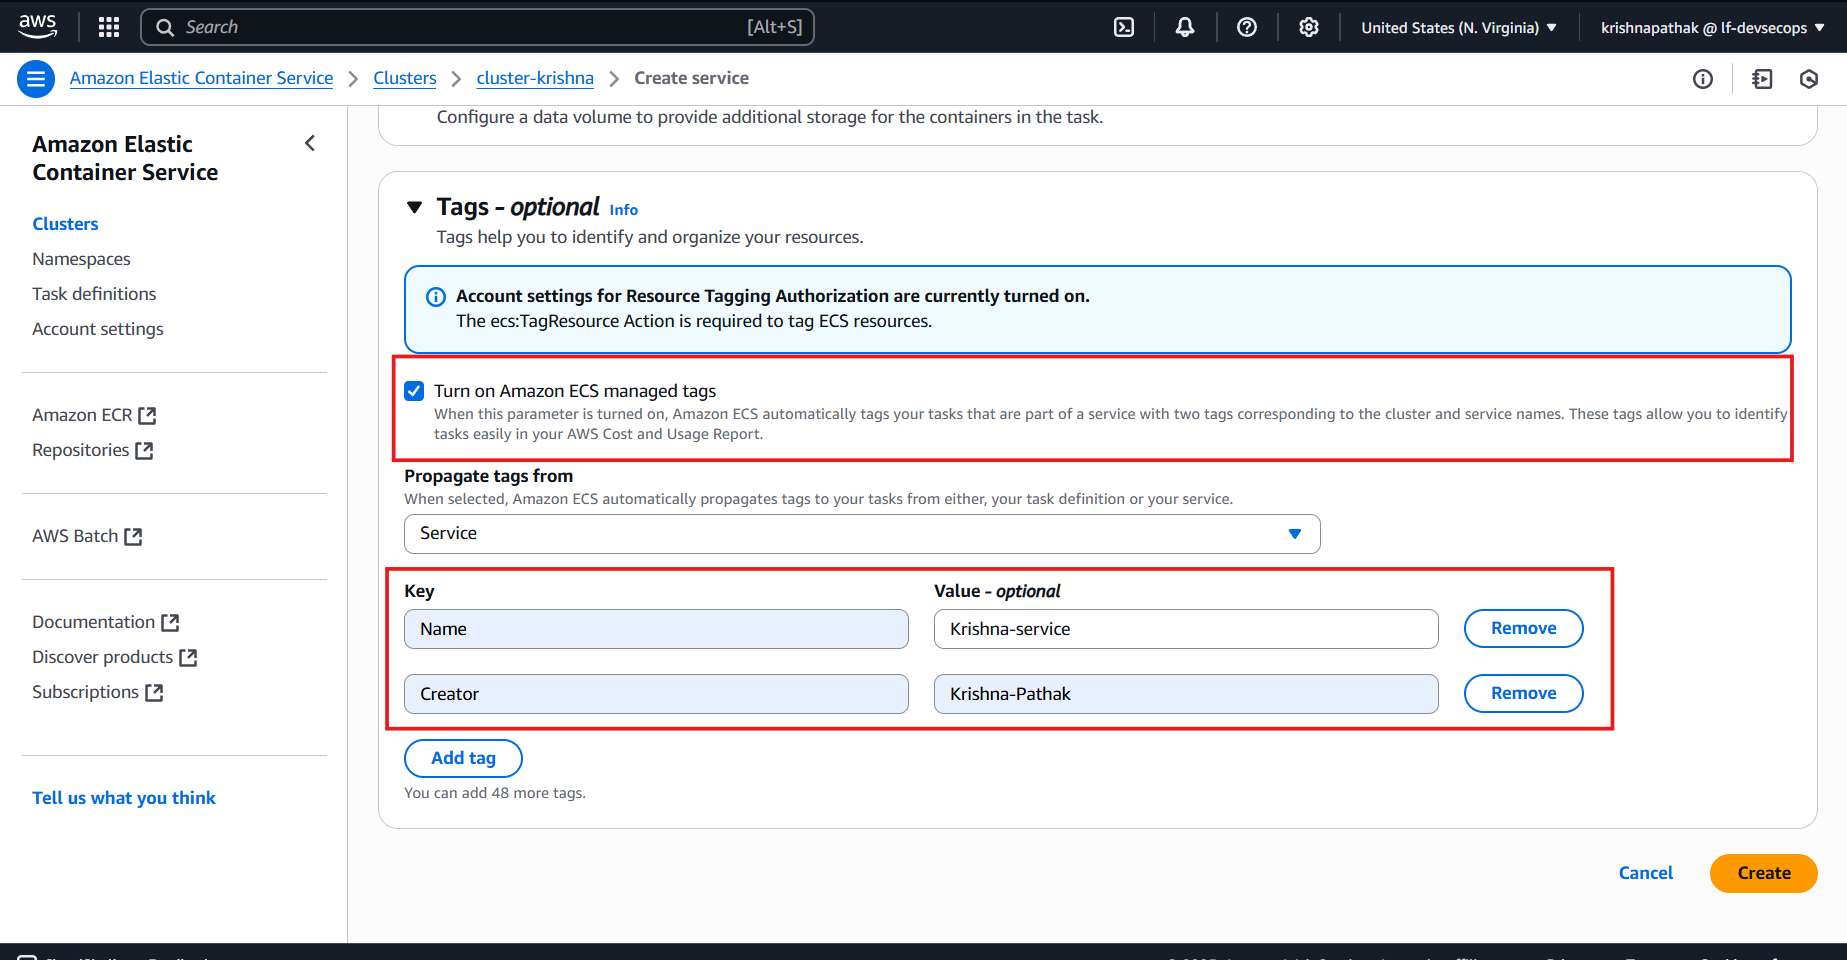 aws
Search [Alt+S]
United States (N. Virginia)
krishnapathak @ lf-devsecops
Amazon Elastic Container Service
Clusters
cluster-krishna
Create service
Configure a data volume to provide additional storage for the containers in the task.
Amazon Elastic
Container Service
Clusters
Namespaces
Task definitions
Account settings
Amazon ECR
Repositories
AWS Batch
Documentation
Discover products
Subscriptions
Tell us what you think
Tags - optional Info
Tags help you to identify and organize your resources.
Account settings for Resource Tagging Authorization are currently turned on.
The ecs:TagResource Action is required to tag ECS resources.
Turn on Amazon ECS managed tags
When this parameter is turned on, Amazon ECS automatically tags your tasks that are part of a service with two tags corresponding to the cluster and service names. These tags allow you to identify
tasks easily in your AWS Cost and Usage Report.
Propagate tags from
When selected, Amazon ECS automatically propagates tags to your tasks from either, your task definition or your service.
Service
Key Value - optional
Name Krishna-service Remove
Creator Krishna-Pathak Remove
Add tag
You can add 48 more tags.
Cancel Create